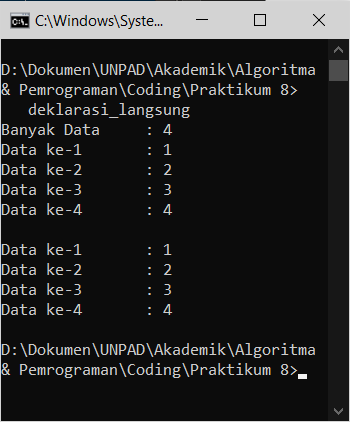 C:\Windows\Syste...
D:\Dokumen\UNPAD\Akademik\Algoritma
& Pemrograman\Coding\Praktikum 8>
deklarasi_langsung
Banyak Data : 4
Data ke-1 : 1
Data ke-2 : 2
Data ke-3 : 3
Data ke-4 : 4
Data ke-1 : 1
Data ke-2 : 2
Data ke-3 : 3
Data ke-4 : 4
D:\Dokumen\UNPAD\Akademik\Algoritma
& Pemrograman\Coding\Praktikum 8>